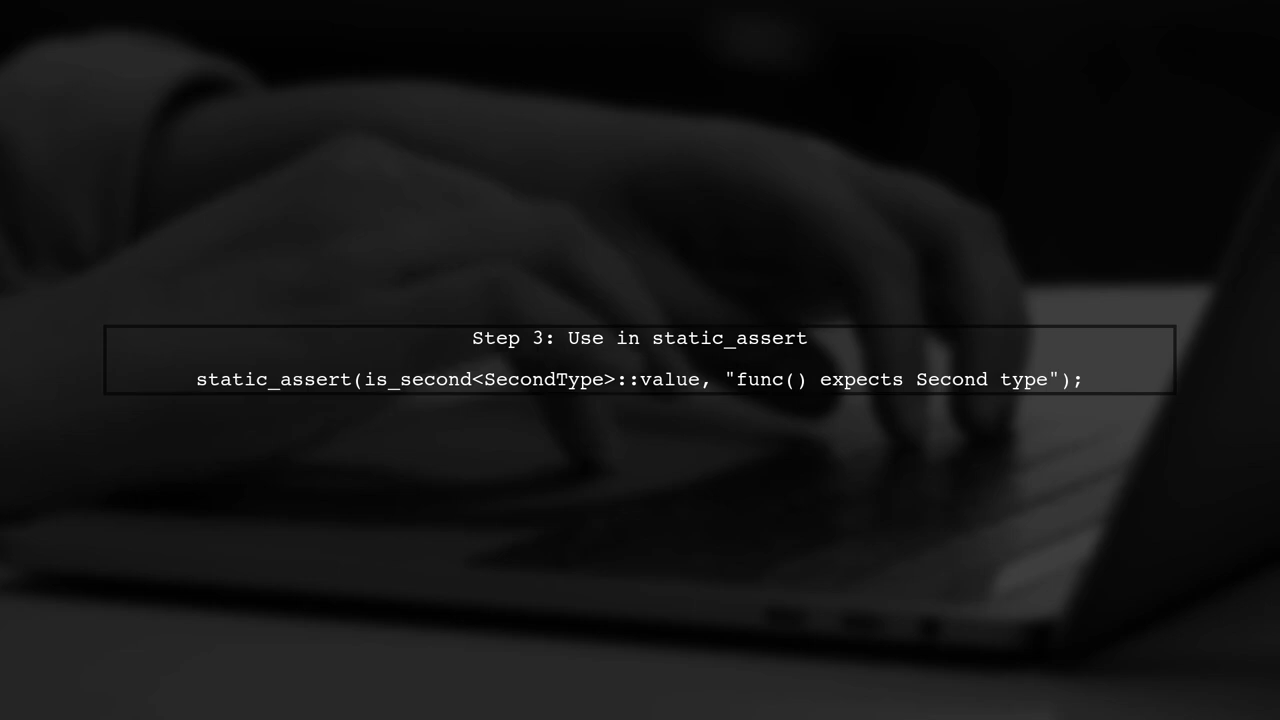 Step 3: Use in static_assert
static_assert(is_second<SecondType>::value, "func() expects Second type");